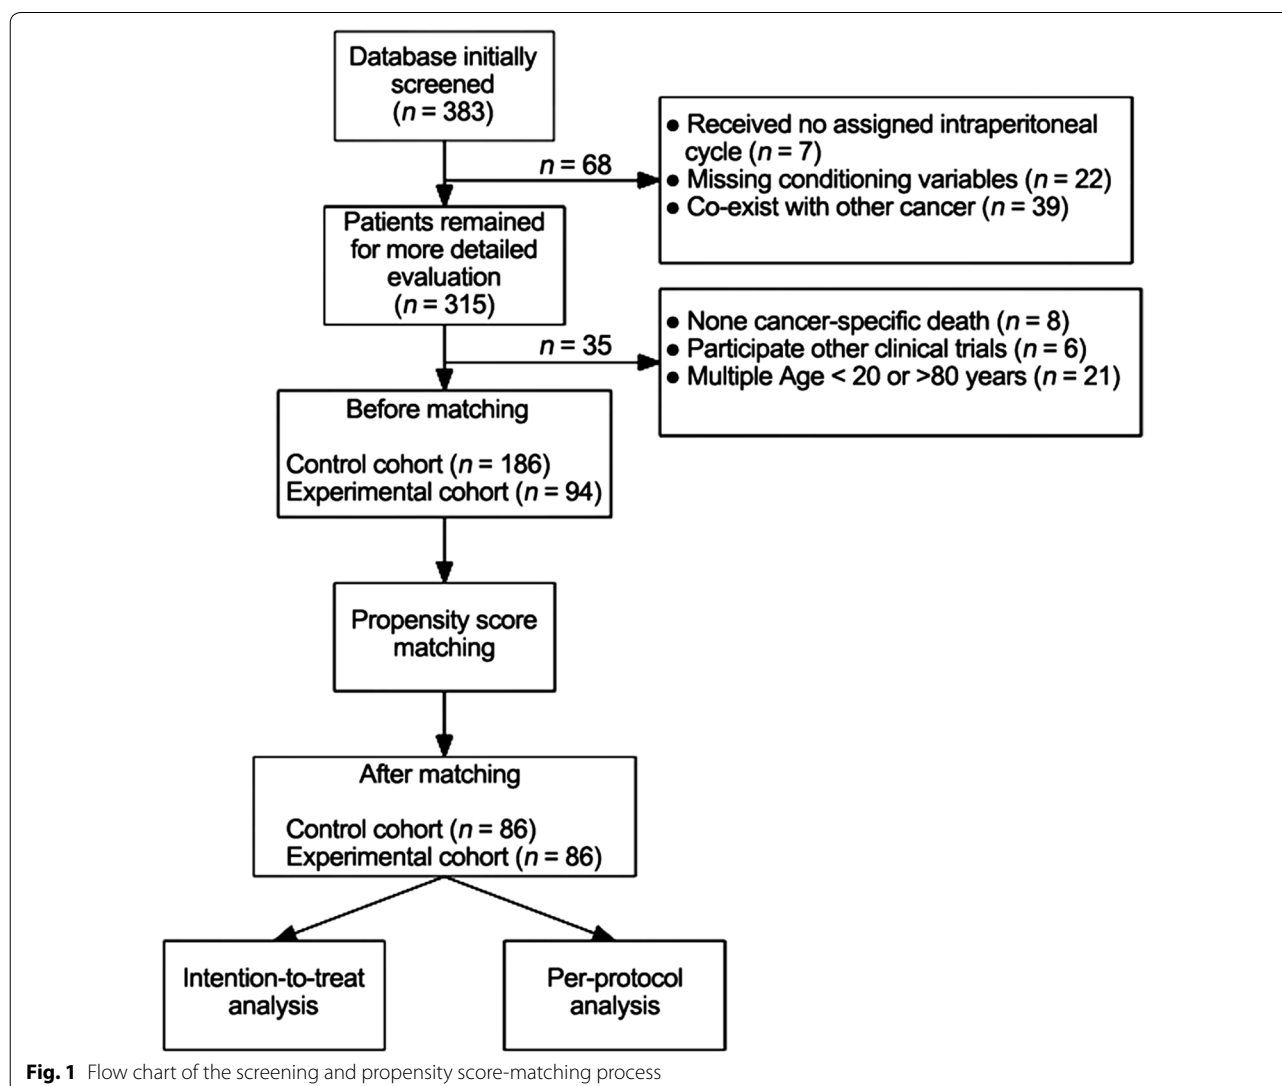 Database initially
screened
(n = 383)
n = 68
● Received no assigned intraperitoneal
cycle (n = 7)
● Missing conditioning variables (n = 22)
● Co-exist with other cancer (n = 39)
Patients remained
for more detailed
evaluation
(n = 315)
n = 35
● None cancer-specific death (n = 8)
● Participate other clinical trials (n = 6)
● Multiple Age < 20 or >80 years (n = 21)
Before matching
Control cohort (n = 186)
Experimental cohort (n = 94)
Propensity score
matching
After matching
Control cohort (n = 86)
Experimental cohort (n = 86)
Intention-to-treat
analysis
Per-protocol
analysis
Fig. 1 Flow chart of the screening and propensity score-matching process